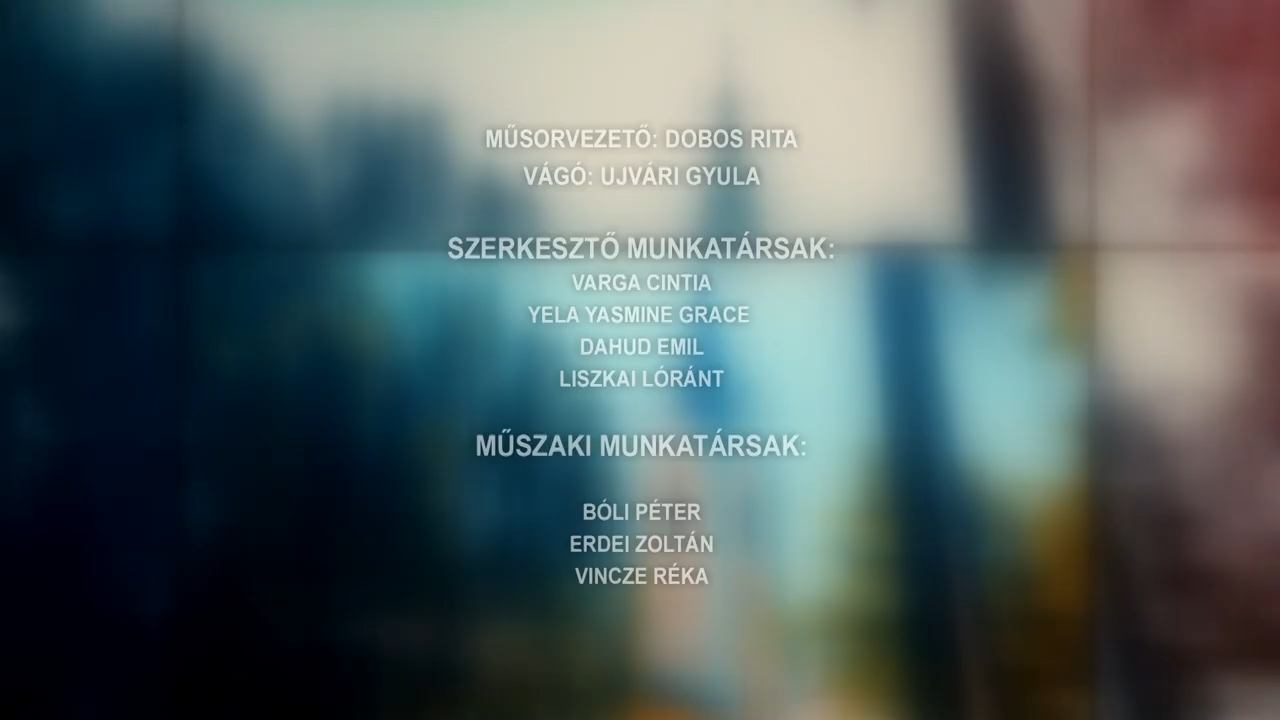 MŰSORVEZETŐ: DOBOS RITA
VÁGÓ: UJVÁRI GYULA
SZERKESZTŐ MUNKATÁRSAK:
VARGA CINTIA
YELA YASMINE GRACE
DAHUD EMIL
LISZKAI LÓRÁNT
MŰSZAKI MUNKATÁRSAK:
BÓLI PÉTER
ERDEI ZOLTÁN
VINCZE RÉKA